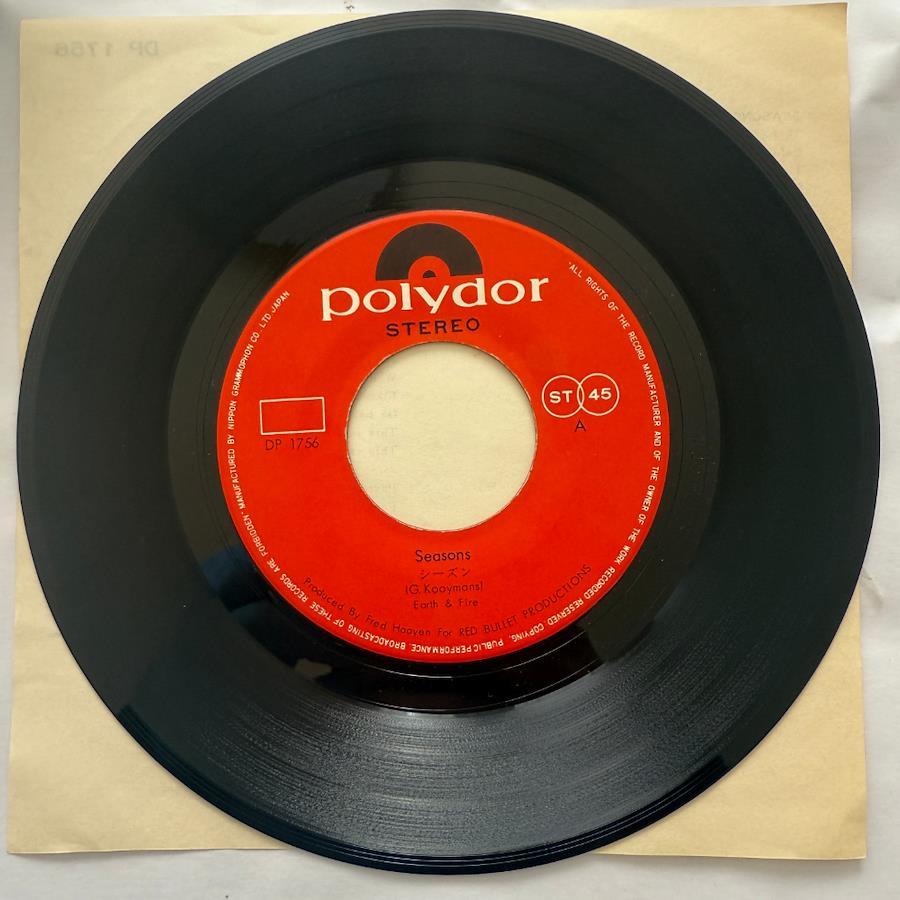 polydor
STEREO
ST 45
A
DP 1756
Seasons
シーズン
(G. Kooymans)
Earth & Fire
Produced By Fred Haayen For RED BULLET PRODUCTIONS
"ALL RIGHTS OF THE RECORD MANUFACTURER AND OF THE OWNER OF THE WORK RECORDED RESERVED COPYING, PUBLIC PERFORMANCE, BROADCASTING OF THESE RECORDS ARE FORBIDDEN" MANUFACTURED BY NIPPON GRAMMOPHON CO., LTD JAPAN
DP 1756
SEASON